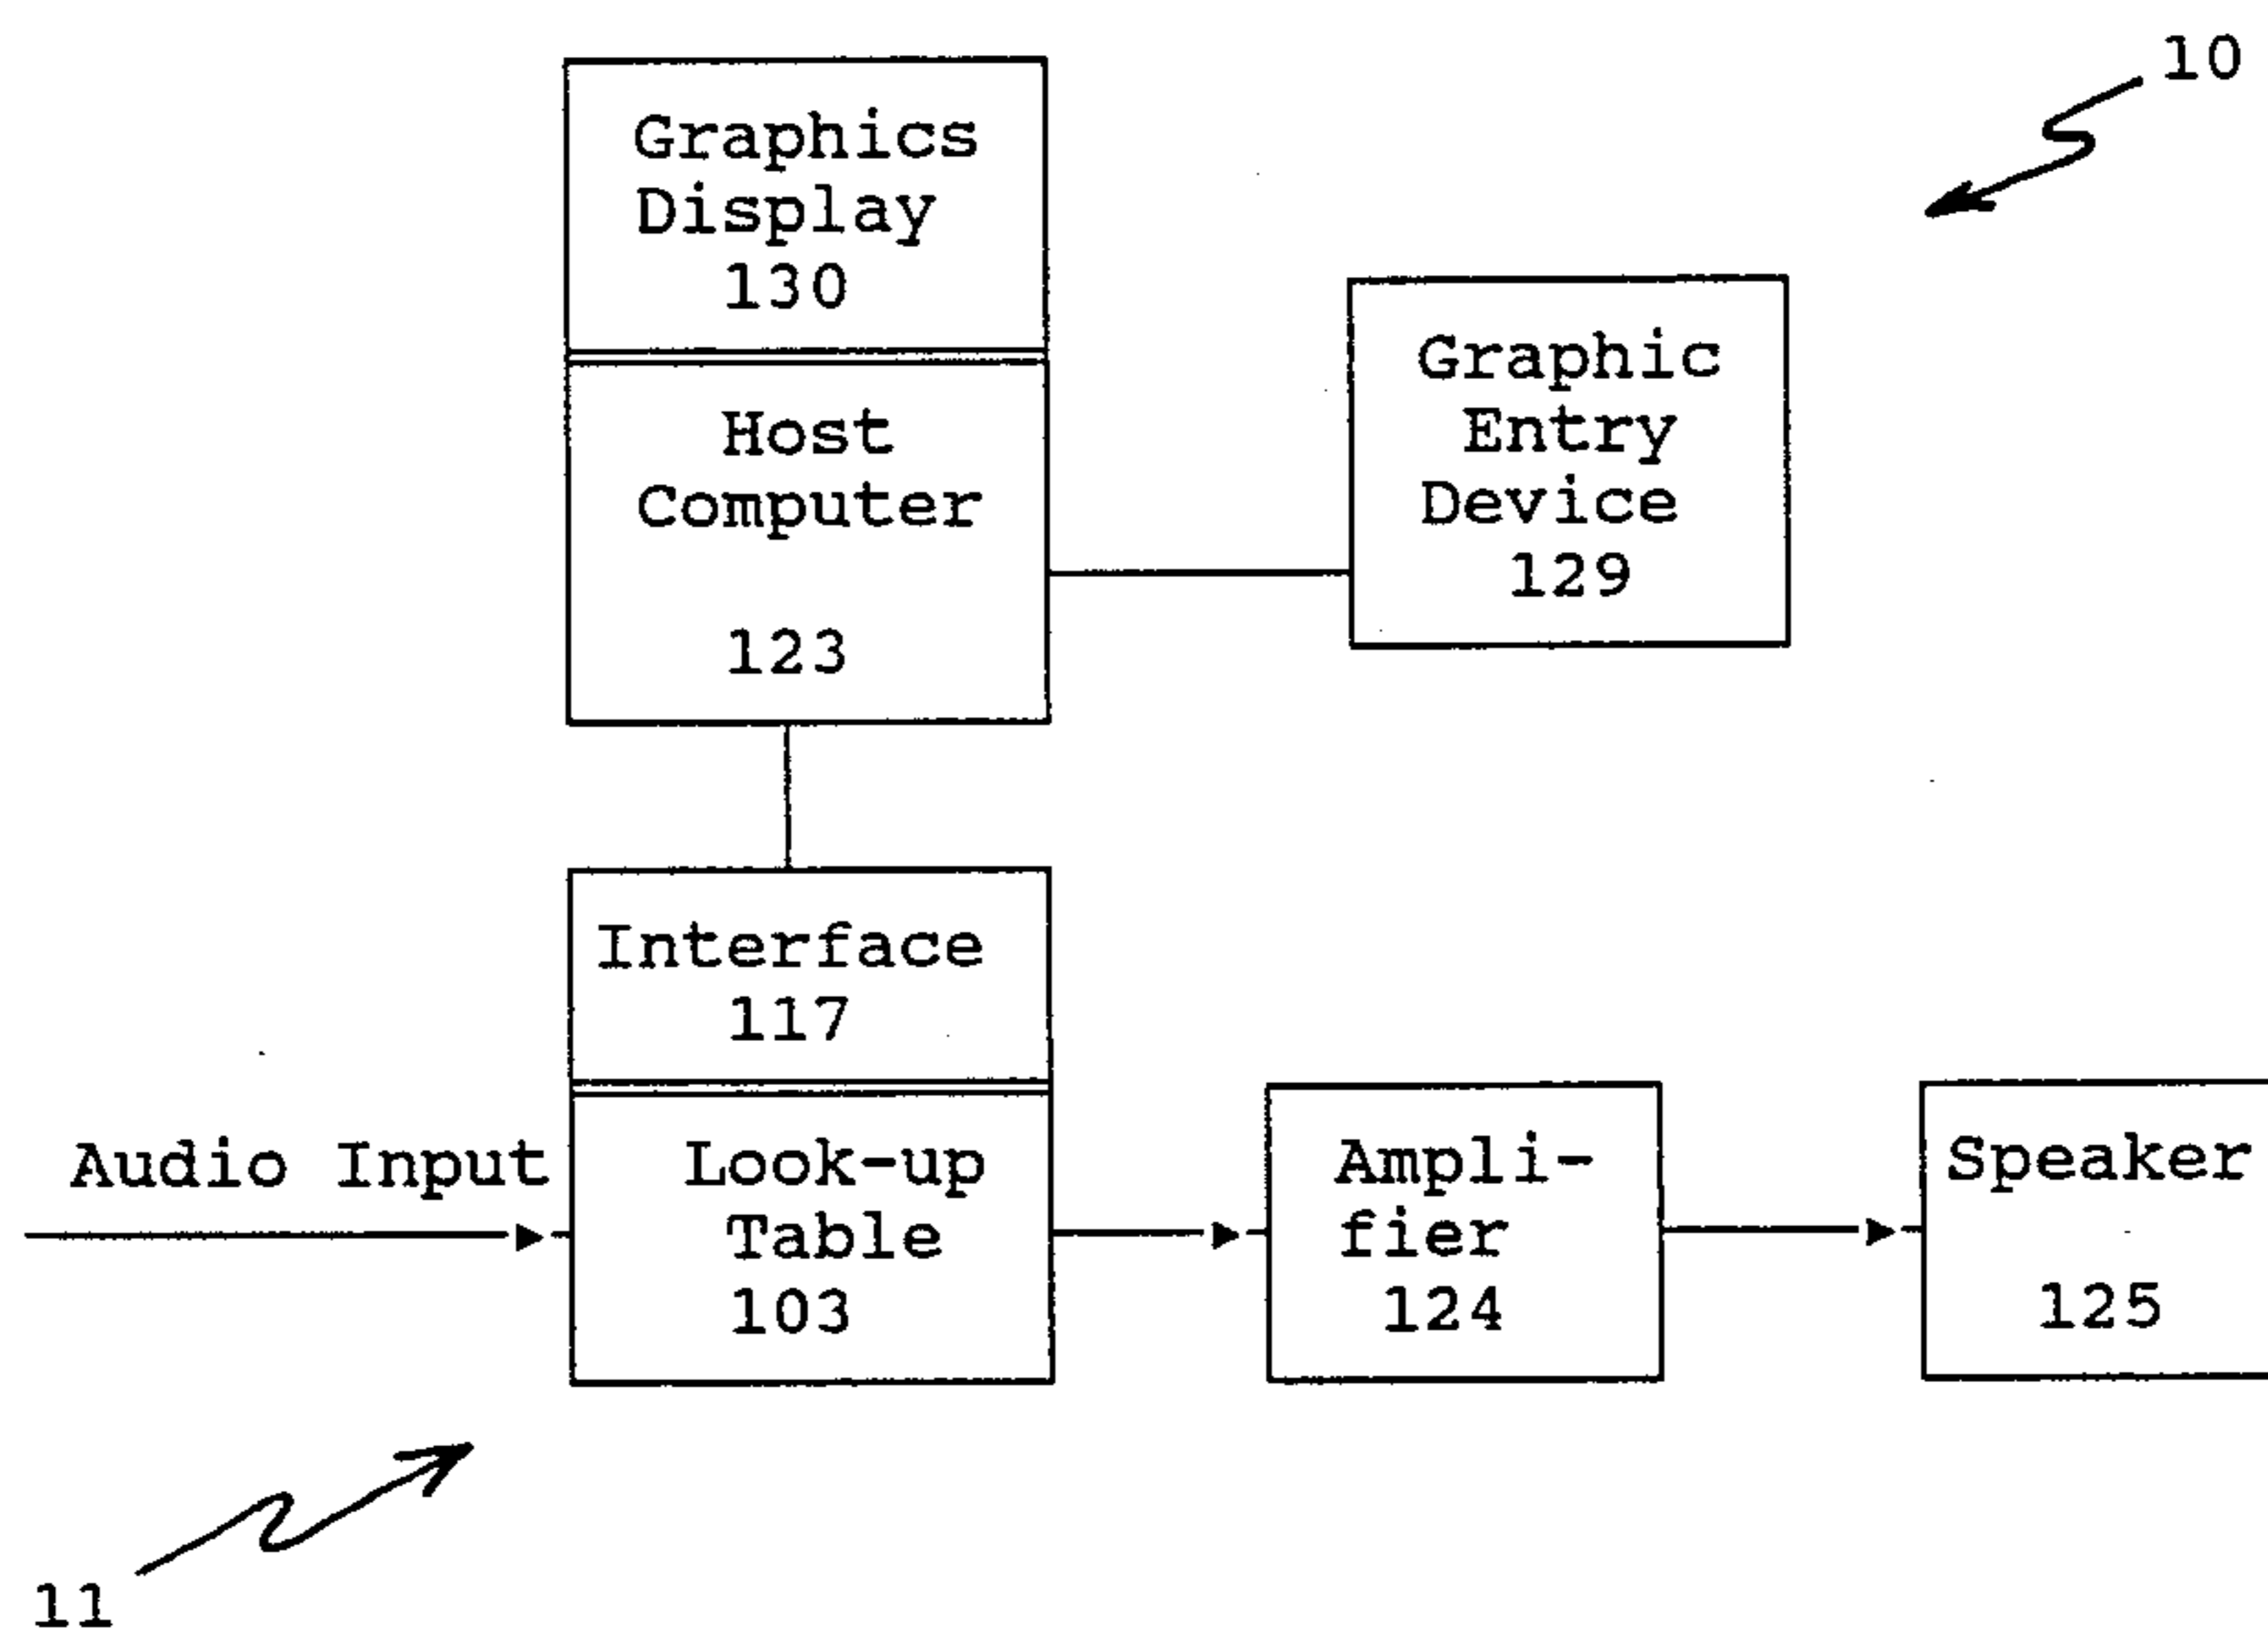 10
Graphics
Display
130
Host
Computer
123
Graphic
Entry
Device
129
Interface
117
Audio Input
Look-up
Table
103
Ampli-
fier
124
Speaker
125
11